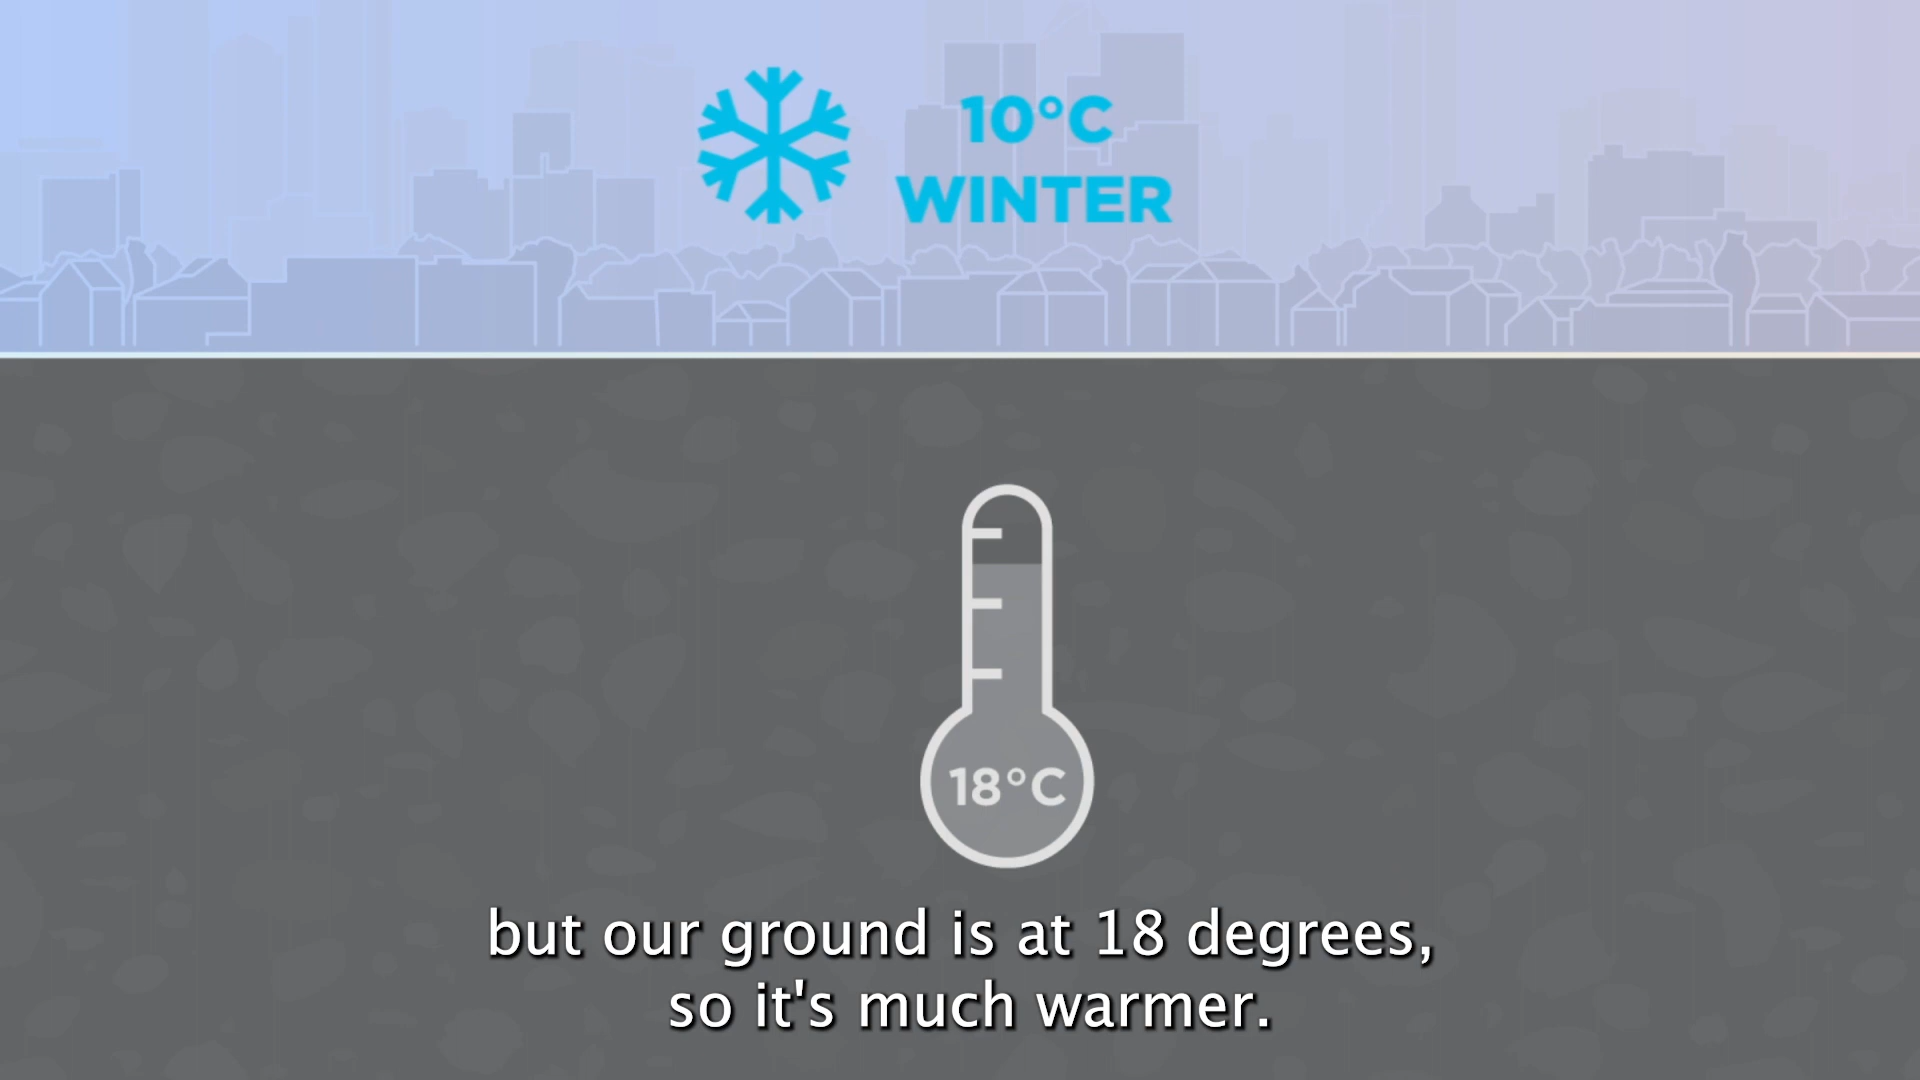 10°C
WINTER
18°C
but our ground is at 18 degrees,
so it's much warmer.